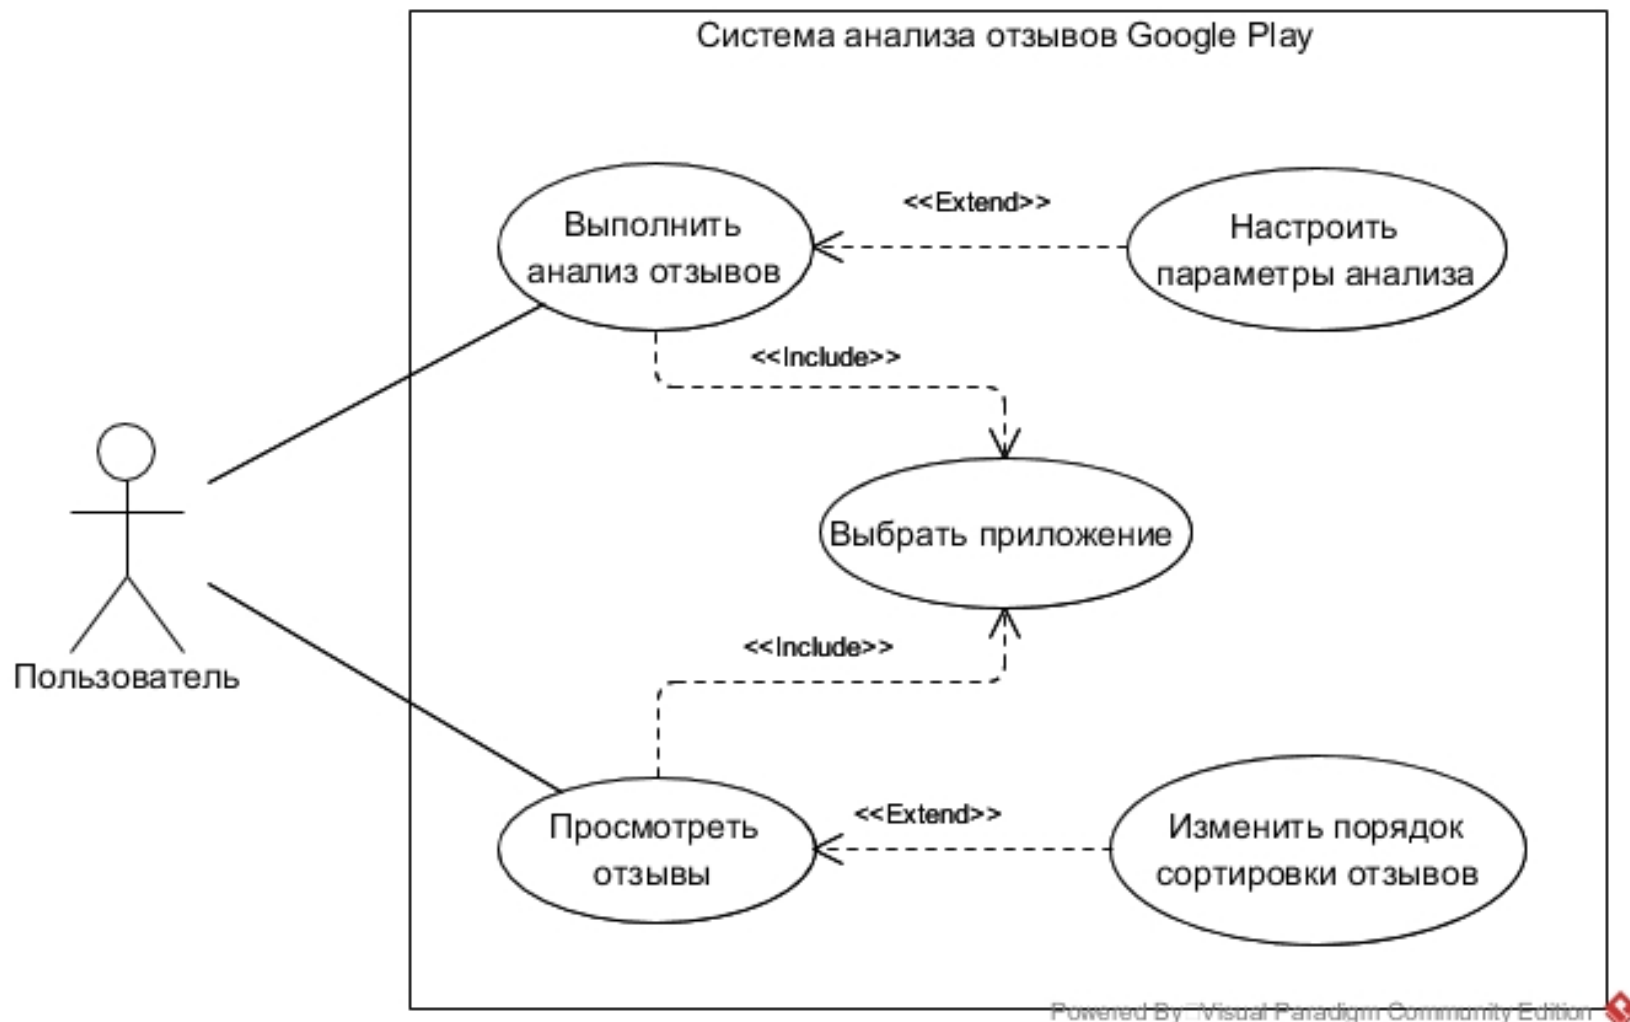 Система анализа отзывов Google Play
Выполнить
анализ отзывов
<<Extend>>
Настроить
параметры анализа
<<Include>>
Выбрать приложение
<<Include>>
Пользователь
Просмотреть
отзывы
<<Extend>>
Изменить порядок
сортировки отзывов
Powered By Visual Paradigm Community Edition